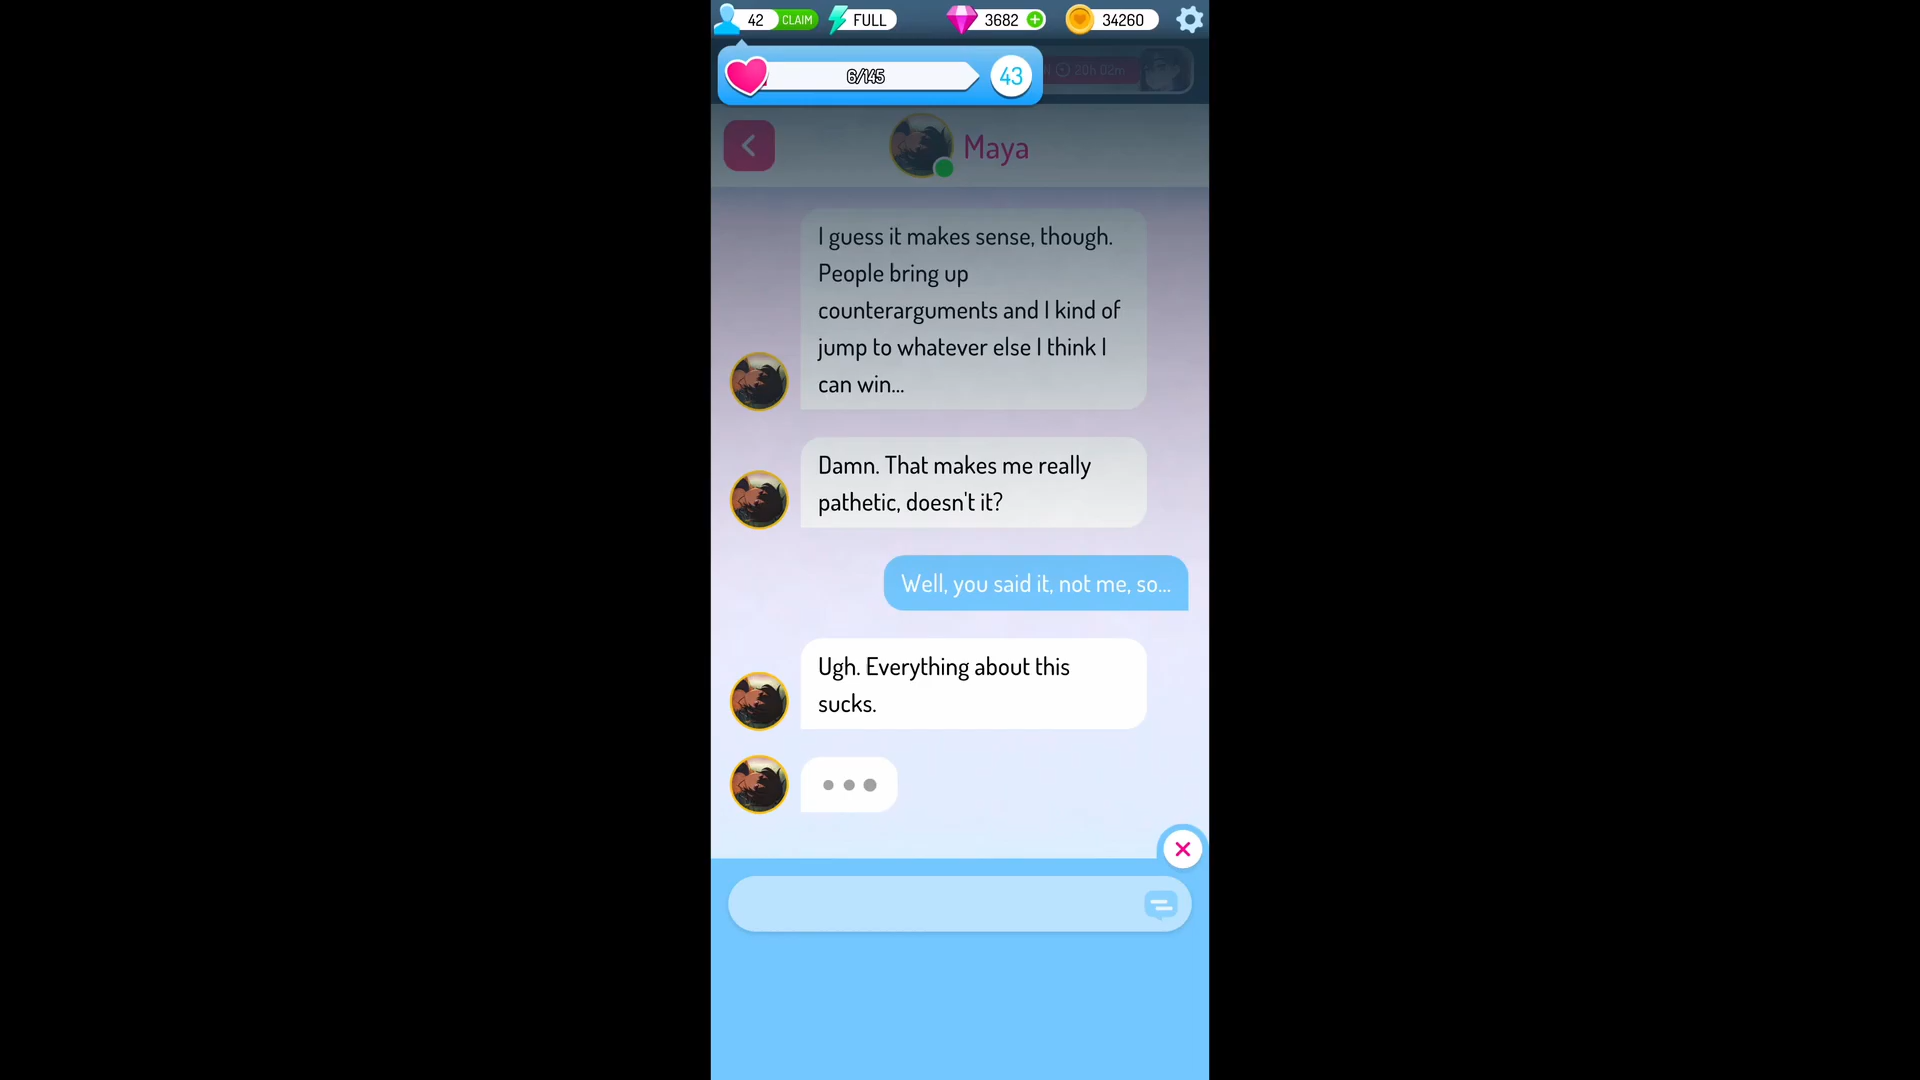 42 CLAIM FULL 3682 34260
6/145 43
20h 02m
Maya
I guess it makes sense, though.
People bring up
counterarguments and I kind of
jump to whatever else I think I
can win...
Damn. That makes me really
pathetic, doesn't it?
Well, you said it, not me, so...
Ugh. Everything about this
sucks.